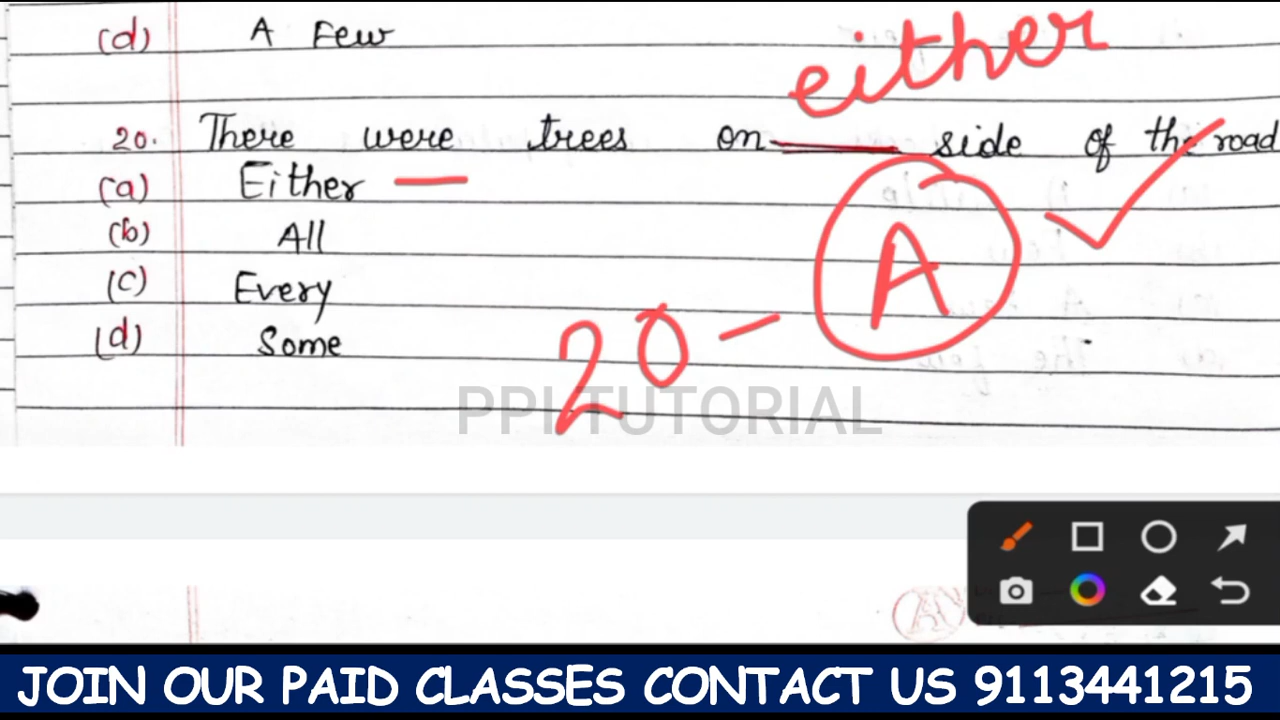 (d) A Few
either
20. There were trees on ______ side of the road
(a) Either —
(b) All
(c) Every
(d) Some
20 - A
PPI TUTORIAL
JOIN OUR PAID CLASSES CONTACT US 9113441215